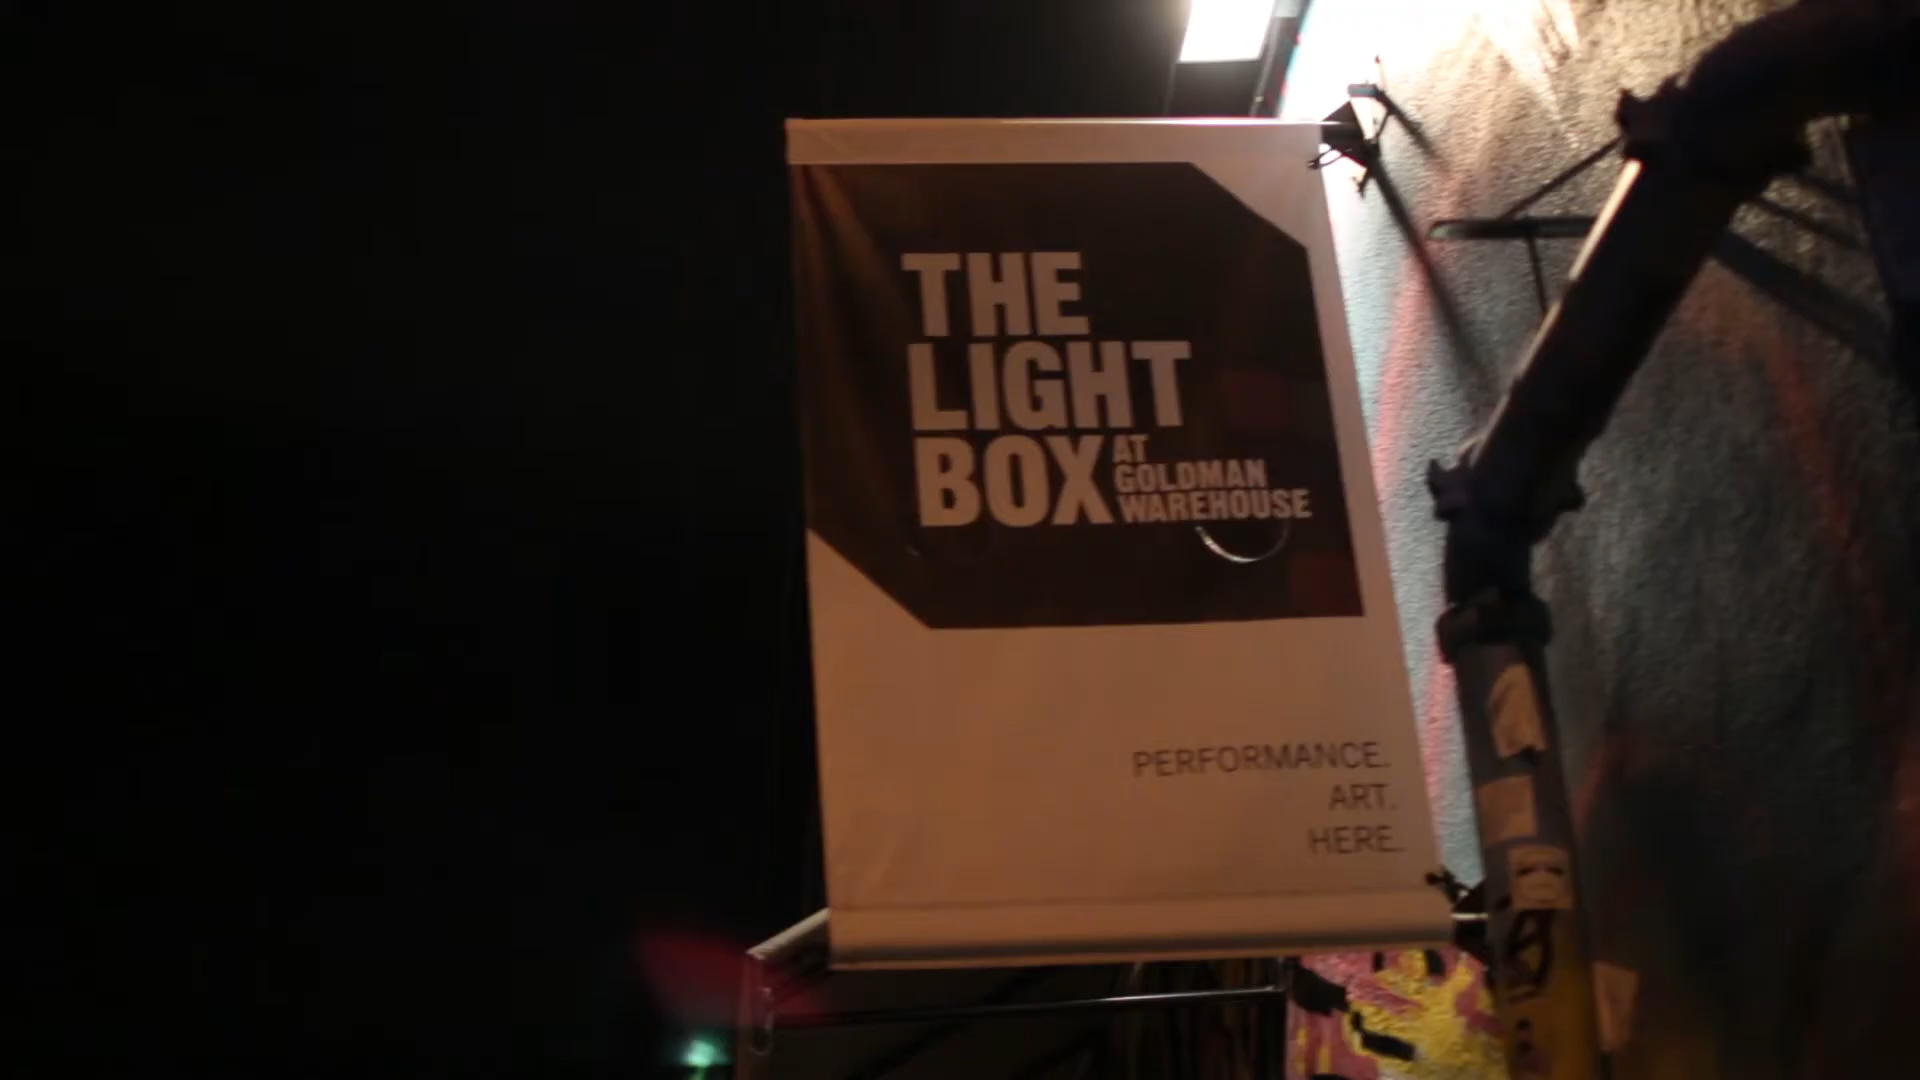 THE
LIGHT
BOX AT
GOLDMAN
WAREHOUSE
PERFORMANCE.
ART.
HERE.